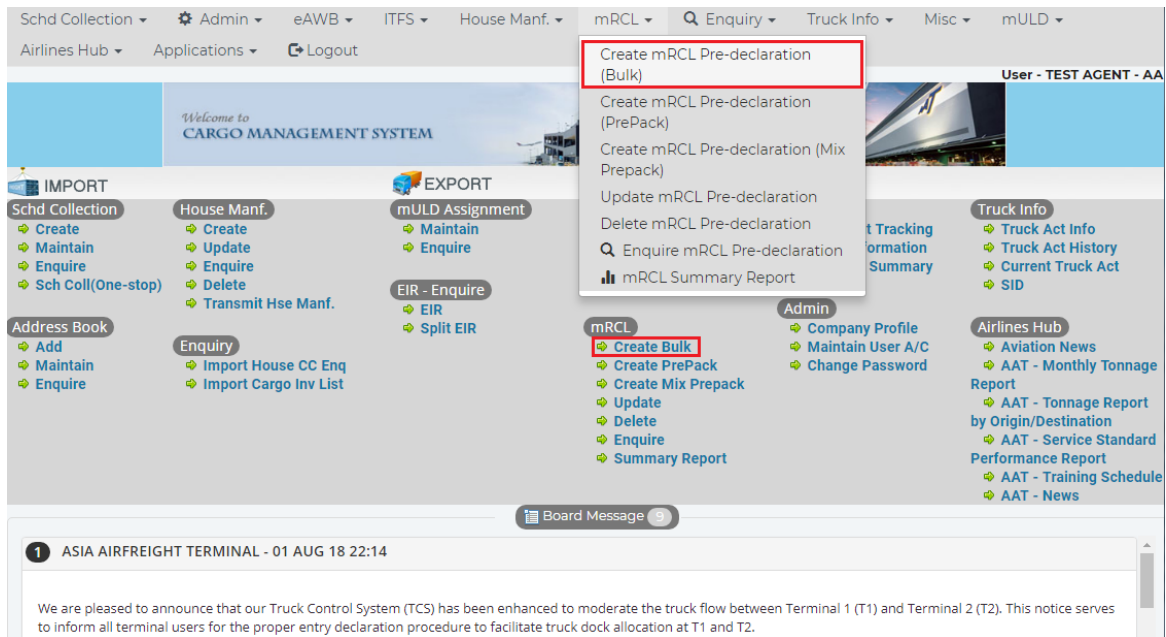 Schd Collection Admin eAWB ITFS House Manf. mRCL Enquiry Truck Info Misc mULD
Airlines Hub Applications Logout
Create mRCL Pre-declaration
(Bulk)
Create mRCL Pre-declaration
(PrePack)
Create mRCL Pre-declaration (Mix
Prepack)
Update mRCL Pre-declaration
Delete mRCL Pre-declaration
Enquire mRCL Pre-declaration
mRCL Summary Report
User - TEST AGENT - AA
Welcome to
CARGO MANAGEMENT SYSTEM
AT
IMPORT
Schd Collection
Create
Maintain
Enquire
Sch Coll(One-stop)
Address Book
Add
Maintain
Enquire
House Manf.
Create
Update
Enquire
Delete
Transmit Hse Manf.
Enquiry
Import House CC Enq
Import Cargo Inv List
EXPORT
mULD Assignment
Maintain
Enquire
EIR - Enquire
EIR
Split EIR
mRCL
Create Bulk
Create PrePack
Create Mix Prepack
Update
Delete
Enquire
Summary Report
t Tracking
ormation
Summary
Admin
Company Profile
Maintain User A/C
Change Password
Truck Info
Truck Act Info
Truck Act History
Current Truck Act
SID
Airlines Hub
Aviation News
AAT - Monthly Tonnage
Report
AAT - Tonnage Report
by Origin/Destination
AAT - Service Standard
Performance Report
AAT - Training Schedule
AAT - News
Board Message 9
1 ASIA AIRFREIGHT TERMINAL - 01 AUG 18 22:14
We are pleased to announce that our Truck Control System (TCS) has been enhanced to moderate the truck flow between Terminal 1 (T1) and Terminal 2 (T2). This notice serves
to inform all terminal users for the proper entry declaration procedure to facilitate truck dock allocation at T1 and T2.